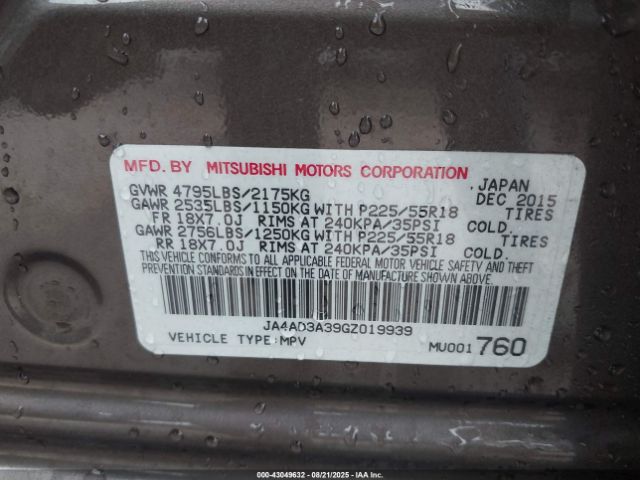 MFD. BY MITSUBISHI MOTORS CORPORATION, JAPAN
GVWR 4795LBS/2175KG DEC 2015
GAWR 2535LBS/1150KG WITH P225/55R18 TIRES
FR 18X7.0J RIMS AT 240KPA/35PSI COLD.
GAWR 2756LBS/1250KG WITH P225/55R18 TIRES
RR 18X7.0J RIMS AT 240KPA/35PSI COLD.
THIS VEHICLE CONFORMS TO ALL APPLICABLE FEDERAL MOTOR VEHICLE SAFETY AND THEFT
PREVENTION STANDARDS IN EFFECT ON THE DATE OF MANUFACTURE SHOWN ABOVE.
JA4AD3A39GZ019939
VEHICLE TYPE:MPV MU001 760
000-43049632 - 08/21/2025 - IAAI.COM